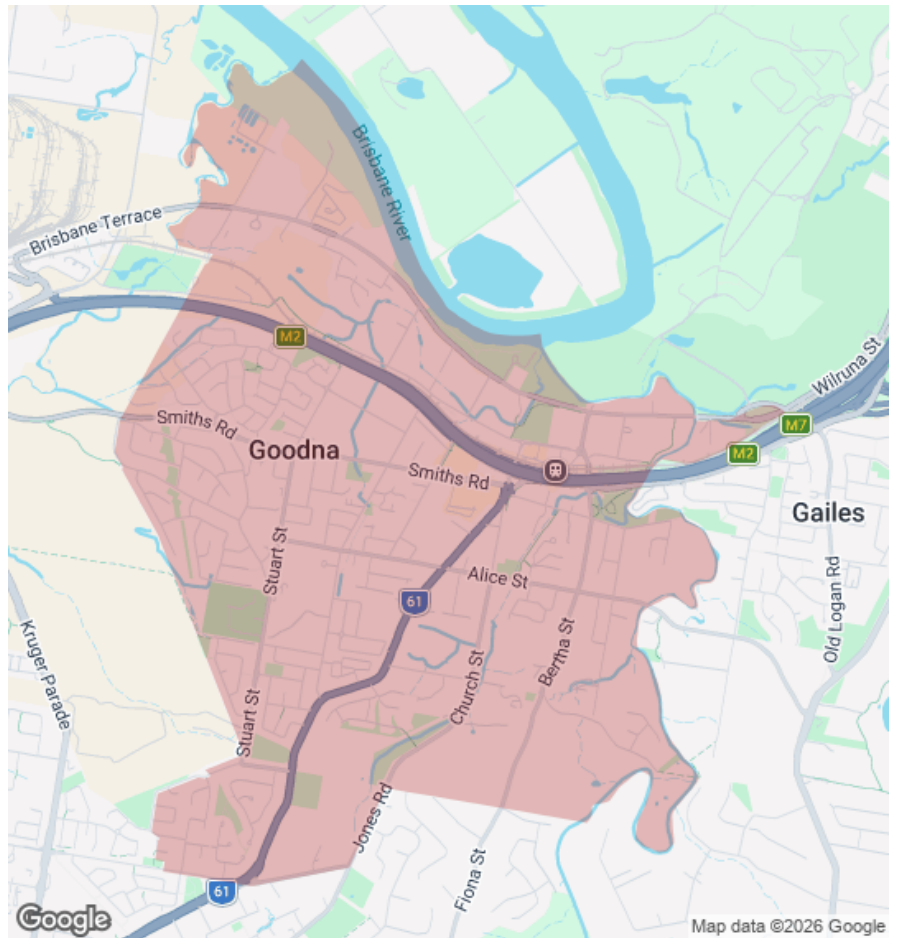 Brisbane River
Brisbane Terrace
M2
Wilruna St
M7
M2
Smiths Rd
Goodna
Smiths Rd
Gailes
Stuart St
Alice St
61
Old Logan Rd
Kruger Parade
Bertha St
Church St
Stuart St
Jones Rd
Fiona St
61
Google
Map data ©2026 Google